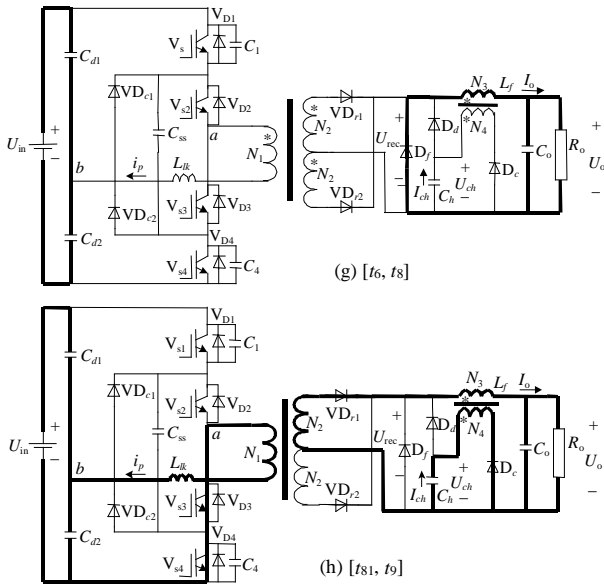 V_D1
C_d1
V_s
C_1
VD_c1
V_s2
VD_D2
C_ss
a
N_1
U_in
b
i_p
L_lk
VD_c2
V_s3
V_D3
C_d2
V_D4
V_s4
C_4
VD_r1
N_2
N_2
VD_r2
U_rec
D_f
D_d
I_ch
C_h
U_ch
N_3
L_f
I_o
N_4
D_c
C_o
R_o
U_o
(g) [t_6, t_8]
V_D1
C_d1
V_s1
C_1
VD_c1
V_s2
V_D2
C_ss
a
N_1
U_in
b
i_p
L_lk
VD_c2
V_s3
V_D3
C_d2
V_D4
V_s4
C_4
VD_r1
N_2
N_2
VD_r2
U_rec
D_f
D_d
I_ch
C_h
U_ch
N_3
L_f
I_o
N_4
D_c
C_o
R_o
U_o
(h) [t_81, t_9]